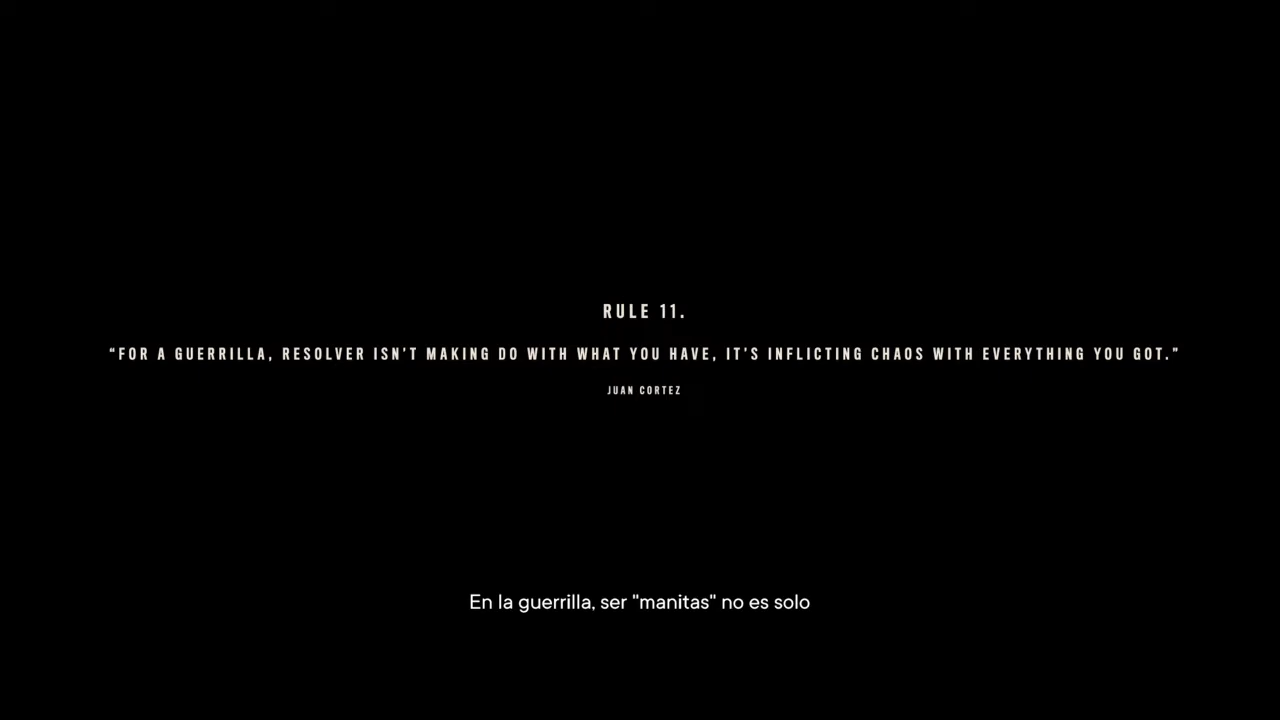 RULE 11.
“FOR A GUERRILLA, RESOLVER ISN’T MAKING DO WITH WHAT YOU HAVE, IT’S INFLICTING CHAOS WITH EVERYTHING YOU GOT.”
JUAN CORTEZ
En la guerrilla, ser "manitas" no es solo